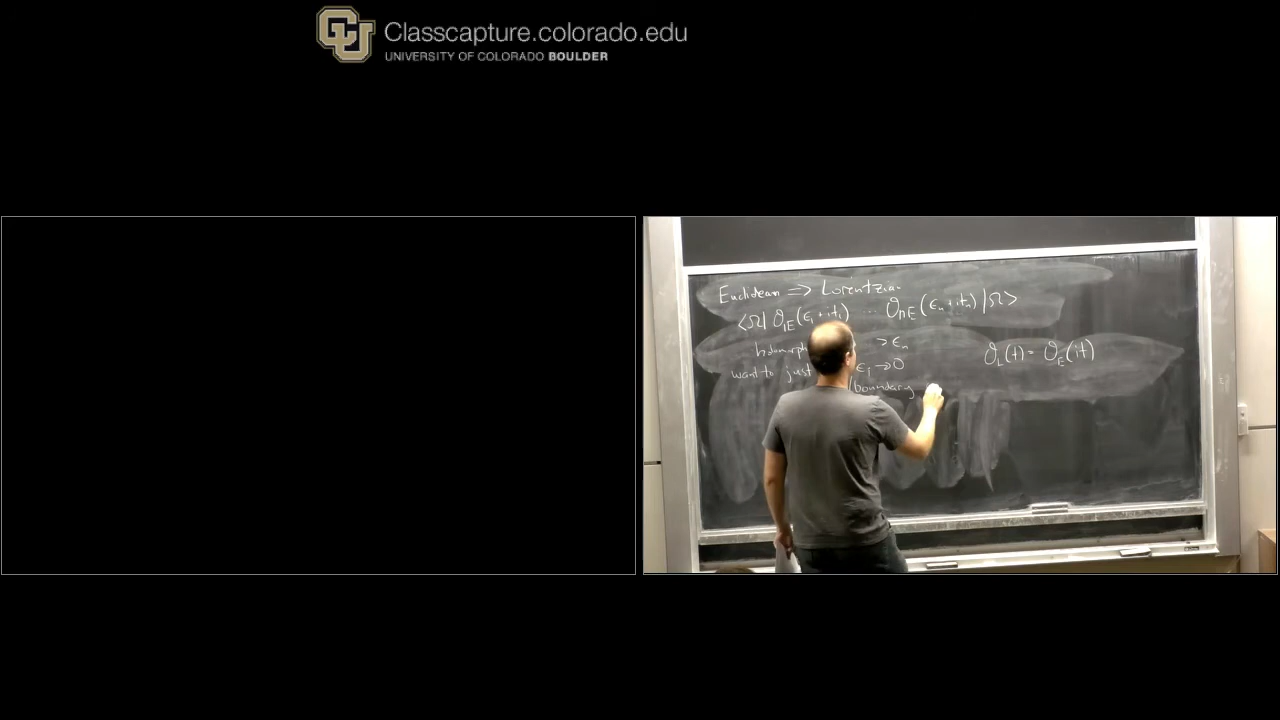 Classcapture.colorado.edu
UNIVERSITY OF COLORADO BOULDER
Euclidean ⇒ Lorentzian
⟨Ω| 𝒪₁E(ϵ₁+it₁) ... 𝒪nE(ϵn+itn) |Ω⟩
> ϵn
𝒪L(t) = 𝒪E(it)
want to just ϵi → 0
/boundary